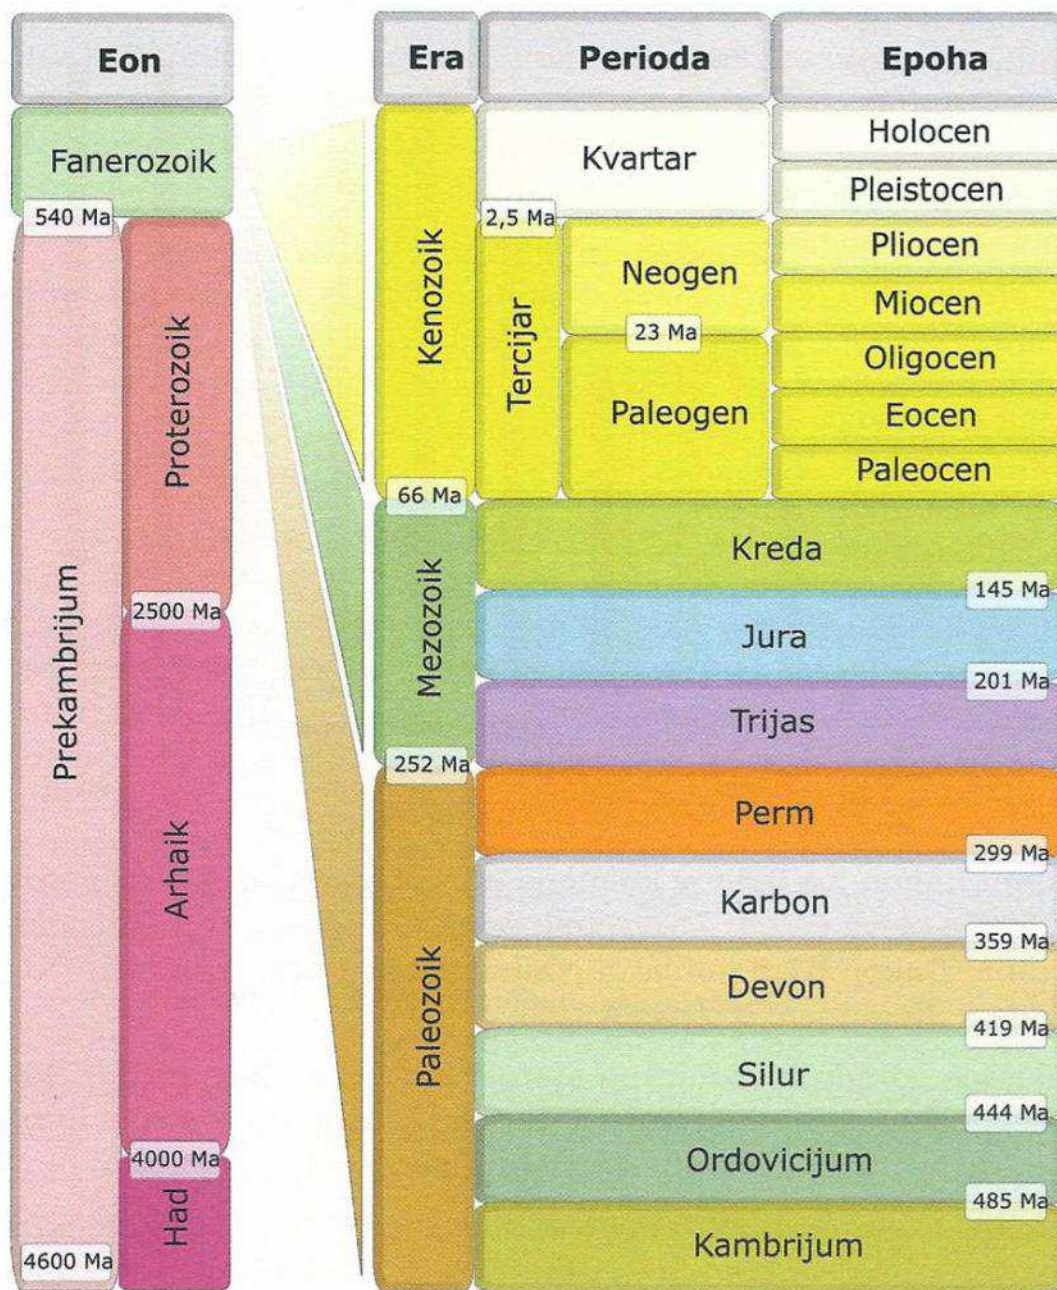 Eon
Era
Perioda
Epoha
Fanerozoik
540 Ma
Prekambrijum
Proterozoik
2500 Ma
Arhaik
4000 Ma
Had
4600 Ma
Kenozoik
66 Ma
Mezozoik
252 Ma
Paleozoik
Kvartar
2,5 Ma
Tercijar
Neogen
23 Ma
Paleogen
Holocen
Pleistocen
Pliocen
Miocen
Oligocen
Eocen
Paleocen
Kreda
145 Ma
Jura
201 Ma
Trijas
Perm
299 Ma
Karbon
359 Ma
Devon
419 Ma
Silur
444 Ma
Ordovicijum
485 Ma
Kambrijum